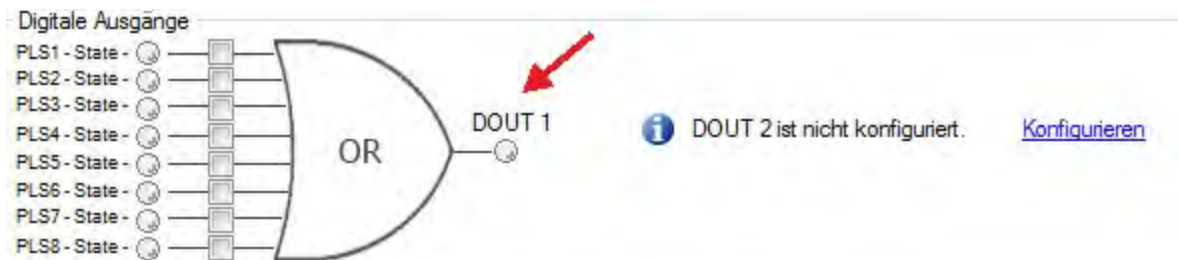 Digitale Ausgänge
PLS1 - State -
PLS2 - State -
PLS3 - State -
PLS4 - State -
PLS5 - State -
PLS6 - State -
PLS7 - State -
PLS8 - State -
OR
DOUT 1
DOUT 2 ist nicht konfiguriert. Konfigurieren